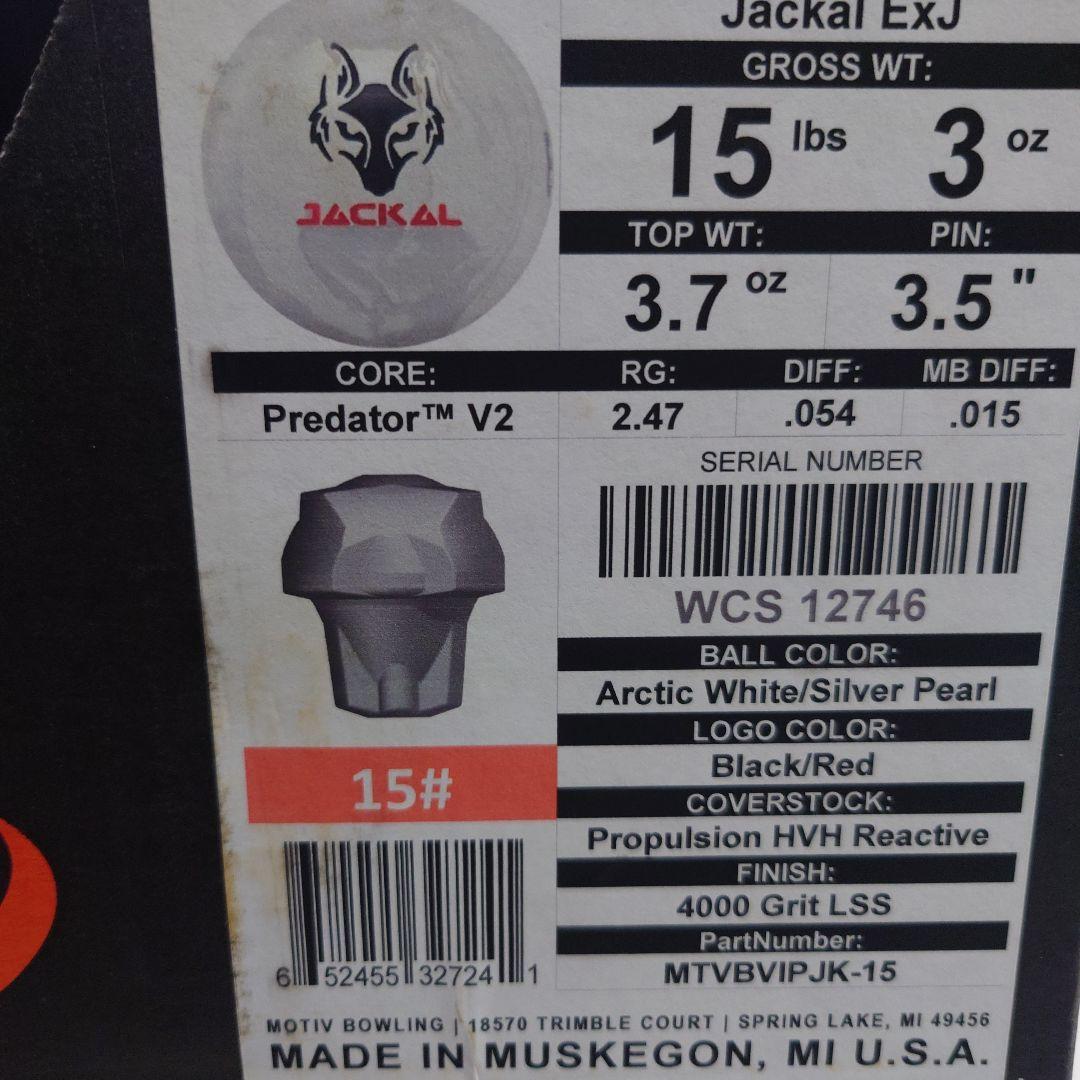 Jackal ExJ
JACKAL
GROSS WT:
15 lbs 3 oz
TOP WT: PIN:
3.7 oz 3.5 "
CORE: RG: DIFF: MB DIFF:
Predator™ V2 2.47 .054 .015
SERIAL NUMBER
WCS 12746
BALL COLOR:
Arctic White/Silver Pearl
LOGO COLOR:
Black/Red
15#
COVERSTOCK:
Propulsion HVH Reactive
FINISH:
4000 Grit LSS
PartNumber:
MTVBVIPJK-15
6 52455 32724 1
MOTIV BOWLING | 18570 TRIMBLE COURT | SPRING LAKE, MI 49456
MADE IN MUSKEGON, MI U.S.A.